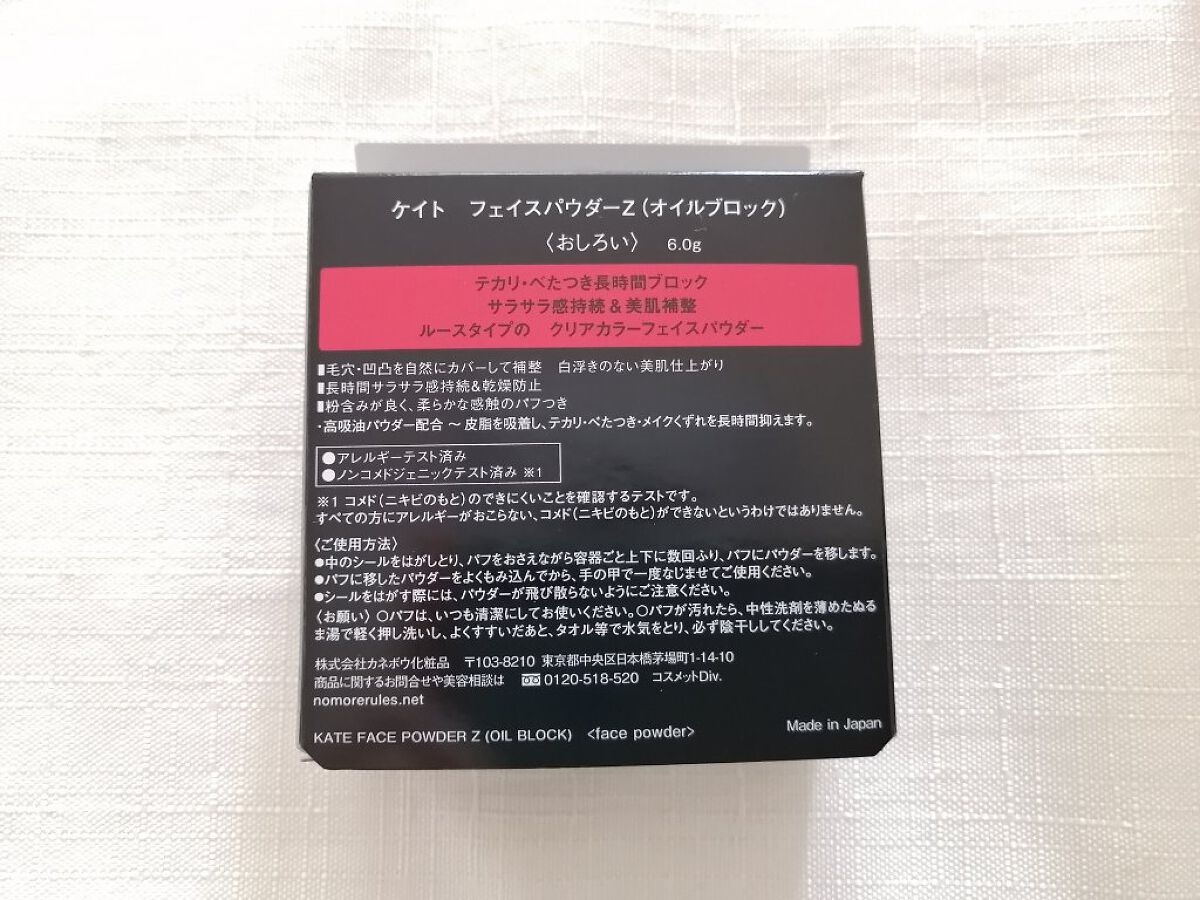 ケイト　フェイスパウダーZ（オイルブロック）
〈おしろい〉 6.0g
テカリ・べたつき長時間ブロック
サラサラ感持続＆美肌補整
ルースタイプの　クリアカラーフェイスパウダー
▮毛穴・凹凸を自然にカバーして補整　白浮きのない美肌仕上がり
▮長時間サラサラ感持続&乾燥防止
▮粉含みが良く、柔らかな感触のパフつき
・高吸油パウダー配合 〜 皮脂を吸着し、テカリ・べたつき・メイクくずれを長時間抑えます。
●アレルギーテスト済み
●ノンコメドジェニックテスト済み ※1
※1 コメド（ニキビのもと）のできにくいことを確認するテストです。
すべての方にアレルギーがおこらない、コメド（ニキビのもと）ができないというわけではありません。
〈ご使用方法〉
●中のシールをはがしとり、パフをおさえながら容器ごと上下に数回ふり、パフにパウダーを移します。
●パフに移したパウダーをよくもみ込んでから、手の甲で一度なじませてご使用ください。
●シールをはがす際には、パウダーが飛び散らないようにご注意ください。
〈お願い〉○パフは、いつも清潔にしてお使いください。○パフが汚れたら、中性洗剤を薄めたぬる
ま湯で軽く押し洗いし、よくすすいだあと、タオル等で水気をとり、必ず陰干ししてください。
株式会社カネボウ化粧品　〒103-8210 東京都中央区日本橋茅場町1-14-10
商品に関するお問合せや美容相談は　0120-518-520　コスメットDiv.
nomorerules.net
KATE FACE POWDER Z (OIL BLOCK)　<face powder>
Made in Japan